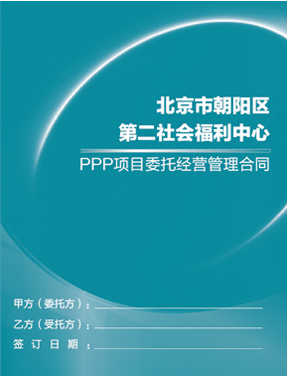 北京市朝阳区
第二社会福利中心
PPP项目委托经营管理合同
甲方（委托方）：
乙方（受托方）：
签订日期：